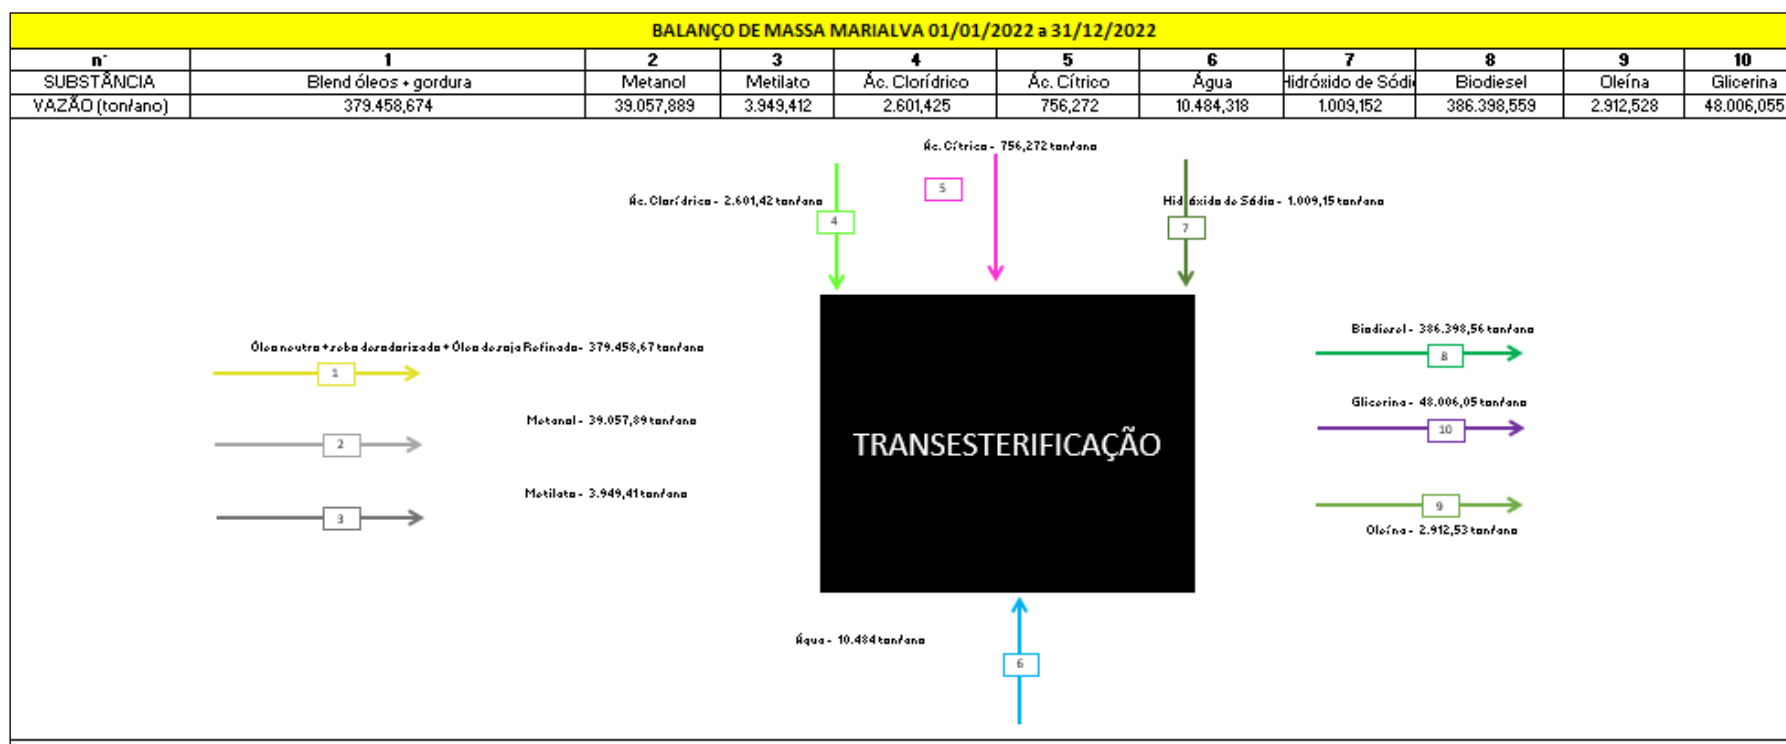 BALANÇO DE MASSA MARIALVA 01/01/2022 a 31/12/2022
n° 1 2 3 4 5 6 7 8 9 10
SUBSTÂNCIA Blend óleos + gordura Metanol Metilato Ác. Clorídrico Ác. Cítrico Água Hidróxido de Sódi Biodiesel Oleína Glicerina
VAZÃO (ton/ano) 379.458,674 39.057,889 3.949,412 2.601,425 756,272 10.484,318 1.009,152 386.398,559 2.912,528 48.006,055
Ác. Cítrico - 756,272 ton/ano
5
Ác. Clorídrico - 2.601,42 ton/ano
4
Hidróxido de Sódio - 1.009,15 ton/ano
7
Óleo neutro + sebo desodorizado + Óleo de soja Refinado - 379.458,67 ton/ano
1
Biodiesel - 386.398,56 ton/ano
8
Metanol - 39.057,89 ton/ano
2
Glicerina - 48.006,05 ton/ano
10
TRANSESTERIFICAÇÃO
Metilato - 3.949,41 ton/ano
3
9
Oleína - 2.912,53 ton/ano
Água - 10.484 ton/ano
6